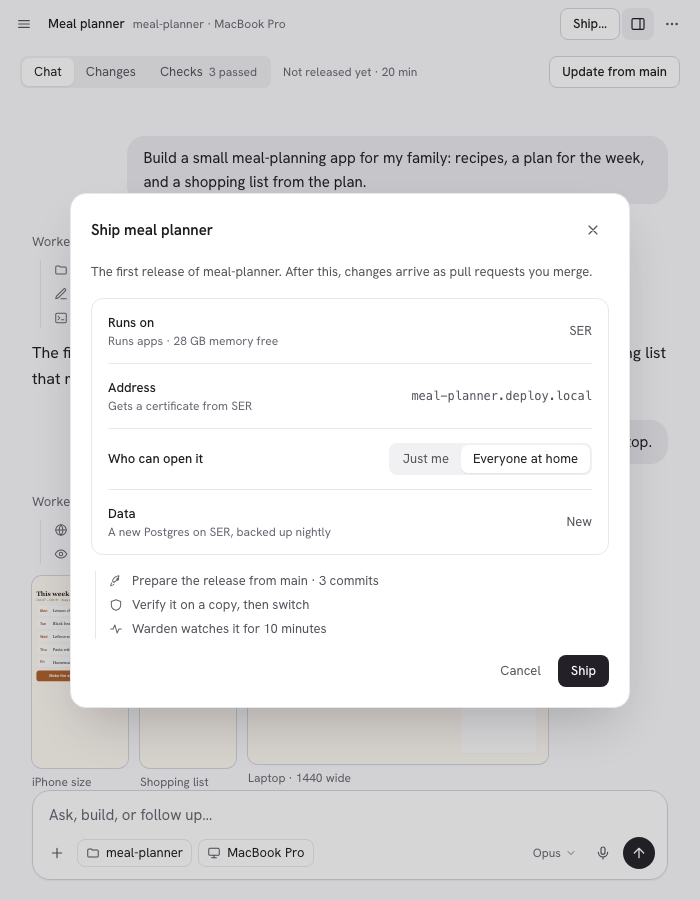 Meal planner meal-planner · MacBook Pro Ship…
Chat Changes Checks 3 passed Not released yet · 20 min Update from main
Build a small meal-planning app for my family: recipes, a plan for the week,
and a shopping list from the plan.
Ship meal planner
The first release of meal-planner. After this, changes arrive as pull requests you merge.
Runs on
Runs apps · 28 GB memory free
SER
Address
Gets a certificate from SER
meal-planner.deploy.local
Who can open it
Just me Everyone at home
Data
A new Postgres on SER, backed up nightly
New
Prepare the release from main · 3 commits
Verify it on a copy, then switch
Warden watches it for 10 minutes
Cancel Ship
The
list
that
iPhone size Shopping list Laptop · 1440 wide
Ask, build, or follow up…
meal-planner MacBook Pro Opus